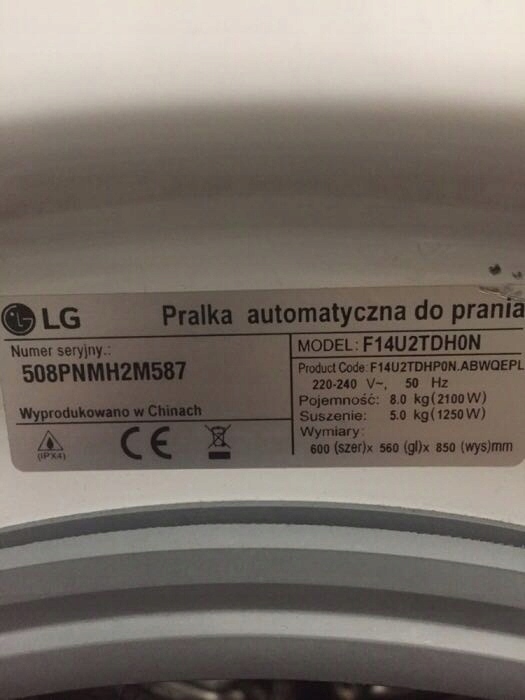 LG Pralka automatyczna do prania
Numer seryjny.:
508PNMH2M587
Wyprodukowano w Chinach
(IPX4)
CE
MODEL: F14U2TDH0N
Product Code: F14U2TDHP0N.ABWQEPL
220-240 V~, 50 Hz
Pojemność: 8.0 kg(2100 W)
Suszenie: 5.0 kg(1250 W)
Wymiary:
600 (szer)x 560 (gl)x 850 (wys)mm